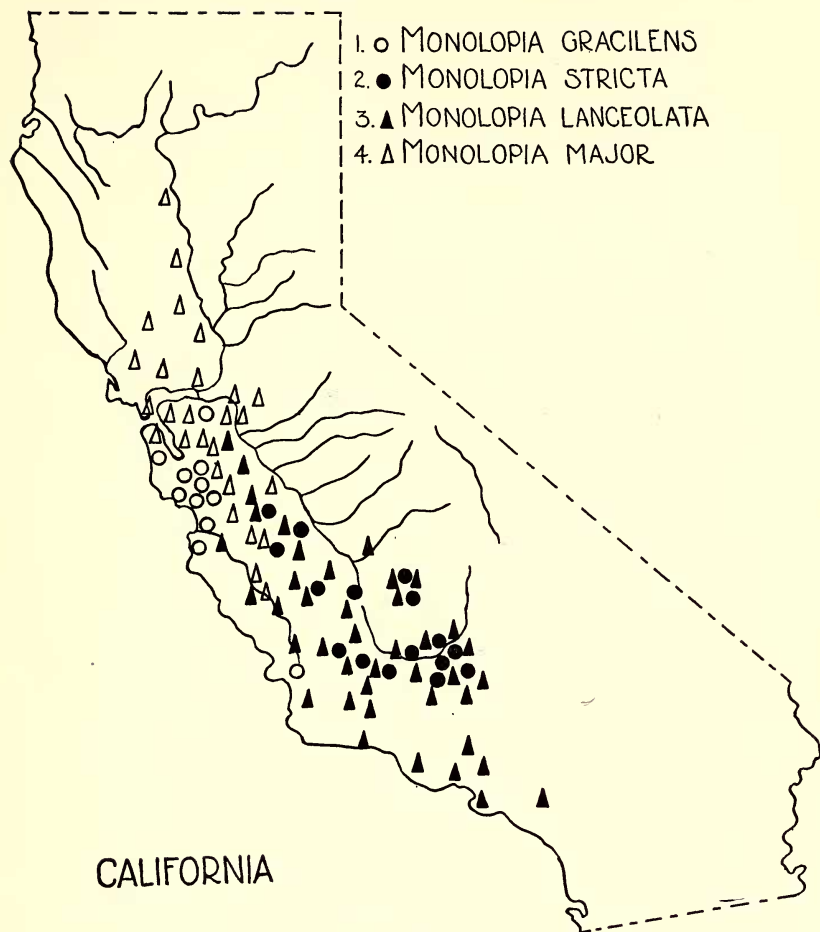 1. ○ MONOLOPIA GRACILENS
2. ● MONOLOPIA STRICTA
3. ▲ MONOLOPIA LANCEOLATA
4. △ MONOLOPIA MAJOR
CALIFORNIA